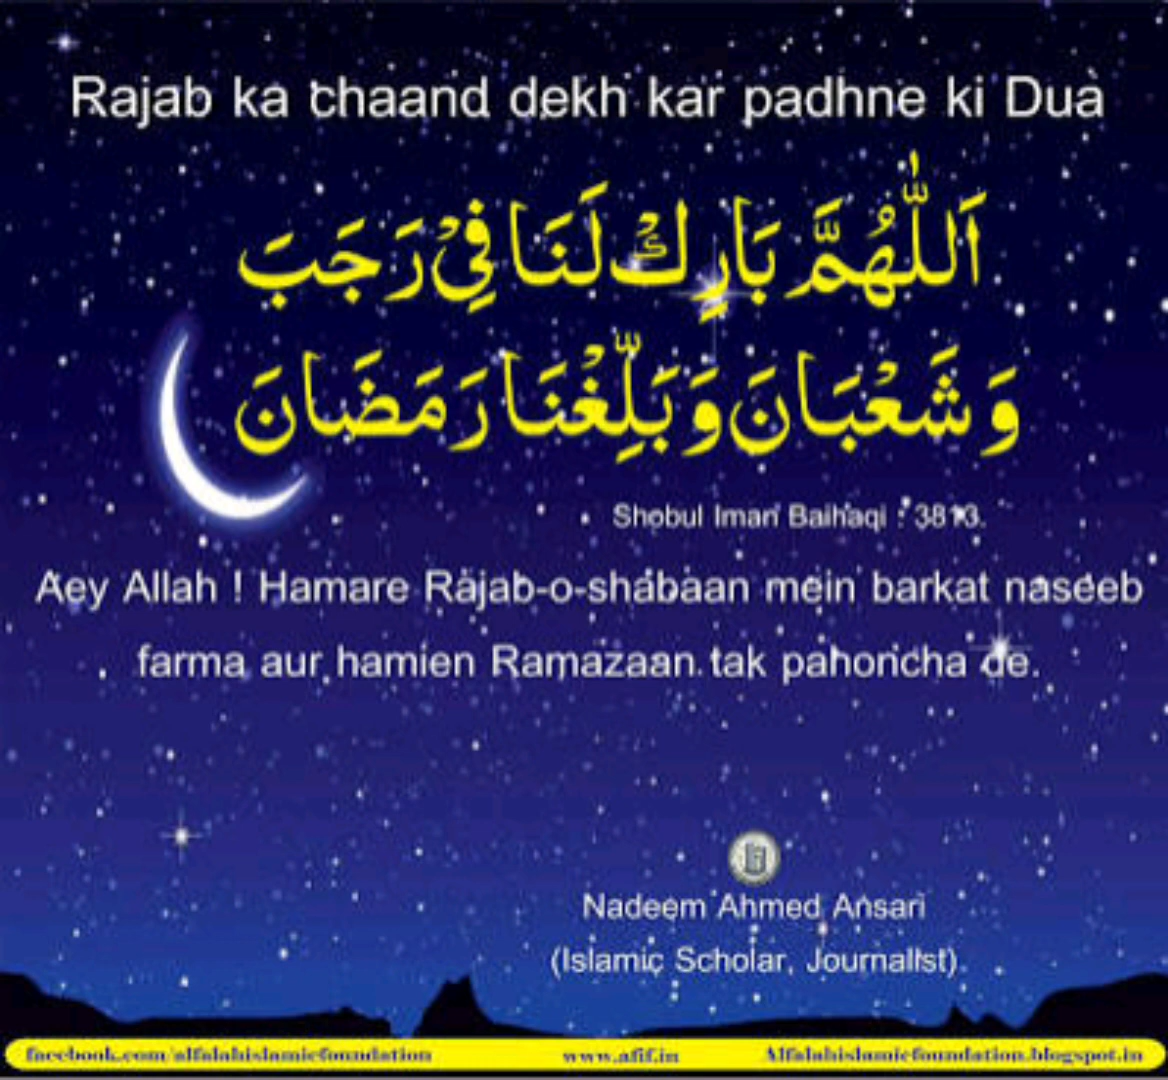 Rajab ka chaand dekh kar padhne ki Dua
اَللّٰهُمَّ بَارِكْ لَنَا فِيْ رَجَبَ
وَشَعْبَانَ وَبَلِّغْنَا رَمَضَانَ
Shobul Iman Baihaqi : 3813.
Aey Allah ! Hamare Rajab-o-shabaan mein barkat naseeb
farma aur hamien Ramazaan tak pahoncha de.
Nadeem Ahmed Ansari
(Islamic Scholar, Journalist)
facebook.com/alfalahislamicfoundation www.afif.in Alfalahislamicfoundation.blogspot.in